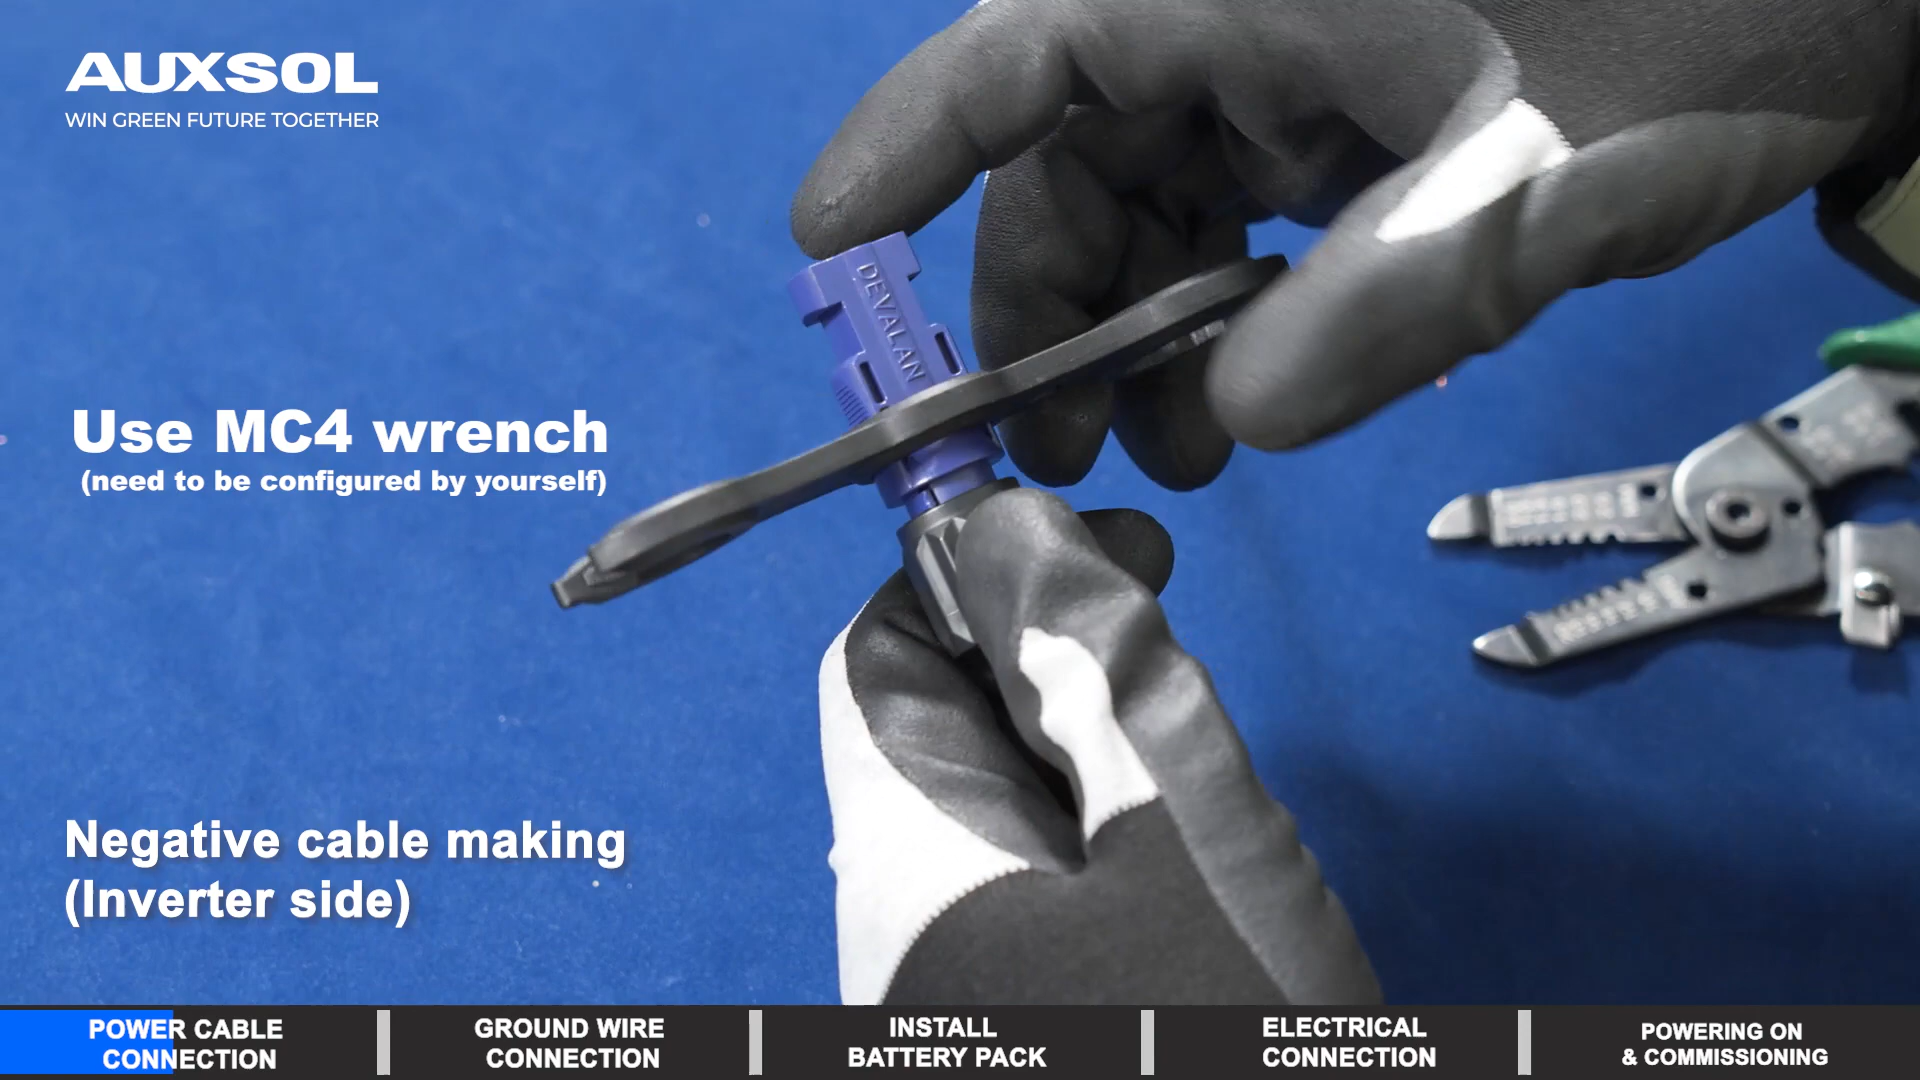 AUXSOL
WIN GREEN FUTURE TOGETHER
DEVALAN
Use MC4 wrench
(need to be configured by yourself)
Negative cable making
(Inverter side)
POWER CABLE
CONNECTION
GROUND WIRE
CONNECTION
INSTALL
BATTERY PACK
ELECTRICAL
CONNECTION
POWERING ON
& COMMISSIONING